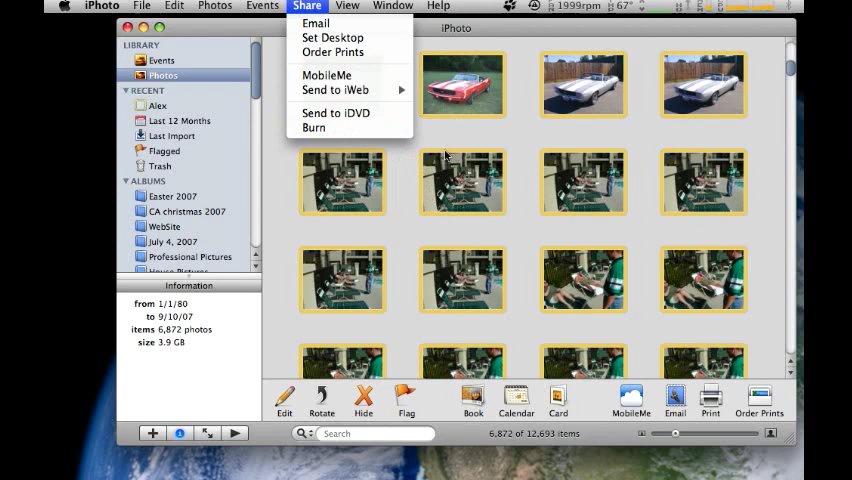 iPhoto File Edit Photos Events Share View Window Help 1999rpm 67°
iPhoto
Email
Set Desktop
Order Prints
MobileMe
Send to iWeb
Send to iDVD
Burn
LIBRARY
Events
Photos
RECENT
Alex
Last 12 Months
Last Import
Flagged
Trash
ALBUMS
Easter 2007
CA christmas 2007
WebSite
July 4, 2007
Professional Pictures
House Pictures
Information
from 1/1/80
to 9/10/07
items 6,872 photos
size 3.9 GB
Edit Rotate Hide Flag Book Calendar Card MobileMe Email Print Order Prints
Search
6,872 of 12,693 items